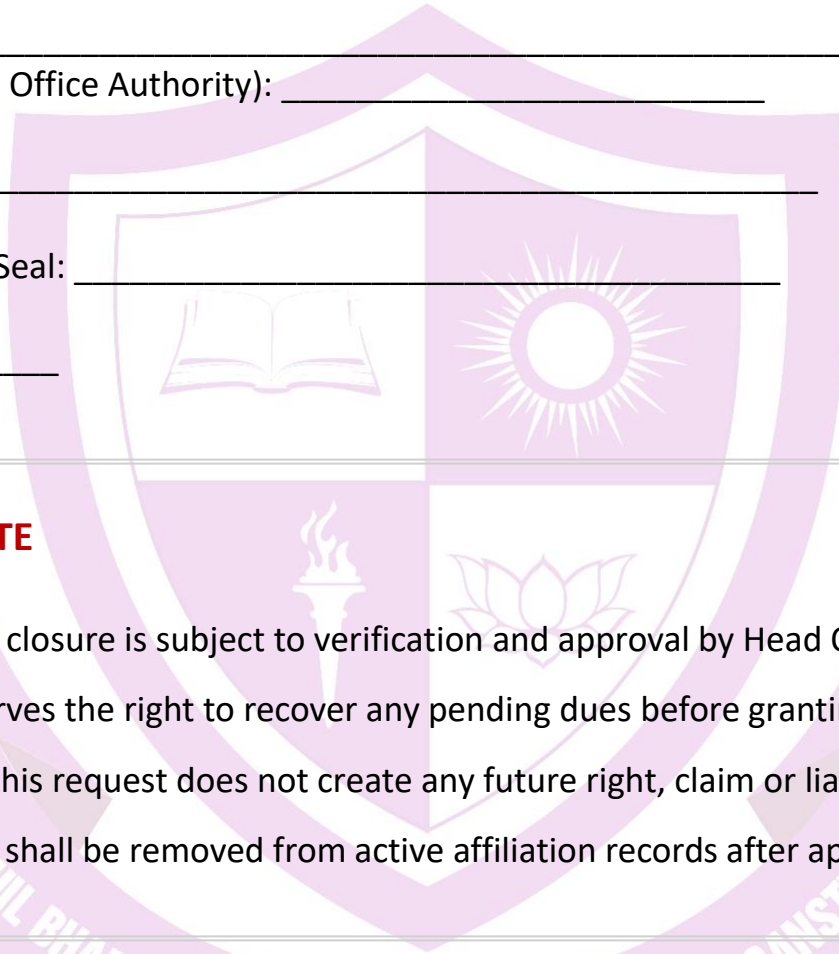 Office Authority): __________________________
Seal: ______________________________________
TE
closure is subject to verification and approval by Head
rves the right to recover any pending dues before granti
his request does not create any future right, claim or lia
shall be removed from active affiliation records after ap